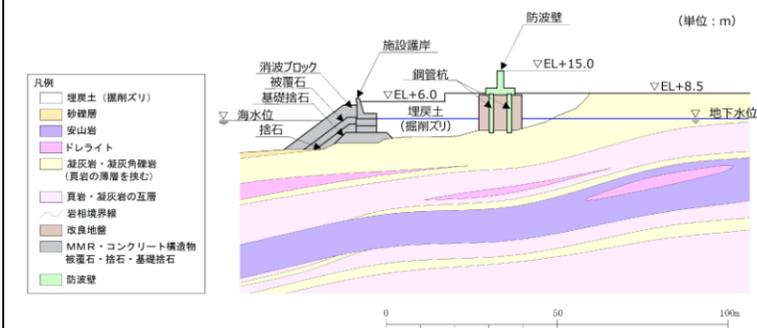 (単位：m)
防波壁
施設護岸
▽EL+15.0
消波ブロック
鋼管杭
被覆石
▽EL+8.5
基礎捨石
▽EL+6.0
海水位
埋戻土
(掘削ズリ)
地下水位
捨石
凡例
埋戻土（掘削ズリ）
砂礫層
安山岩
ドレライト
凝灰岩・凝灰角礫岩
(頁岩の薄層を挟む)
頁岩・凝灰岩の互層
岩相境界線
改良地盤
MMR・コンクリート構造物
被覆石・捨石・基礎捨石
防波壁
0 50 100m